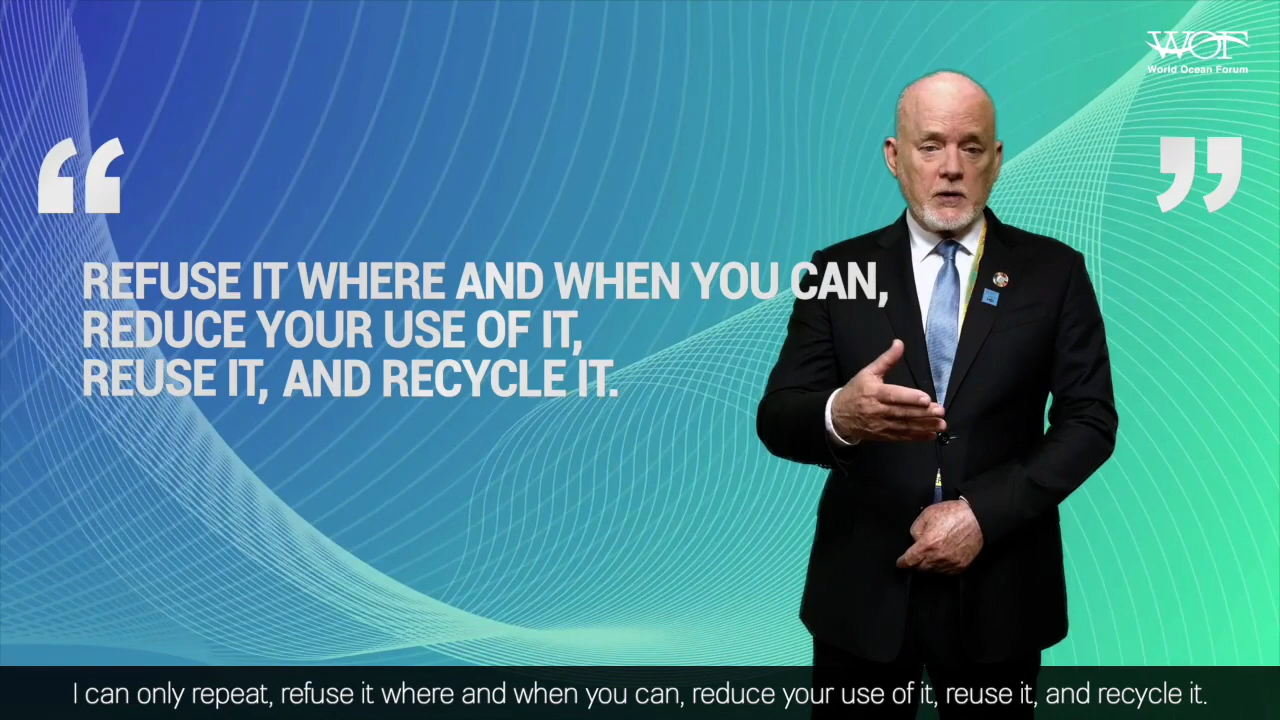 WOF
World Ocean Forum
“
”
REFUSE IT WHERE AND WHEN YOU CAN,
REDUCE YOUR USE OF IT,
REUSE IT, AND RECYCLE IT.
I can only repeat, refuse it where and when you can, reduce your use of it, reuse it, and recycle it.